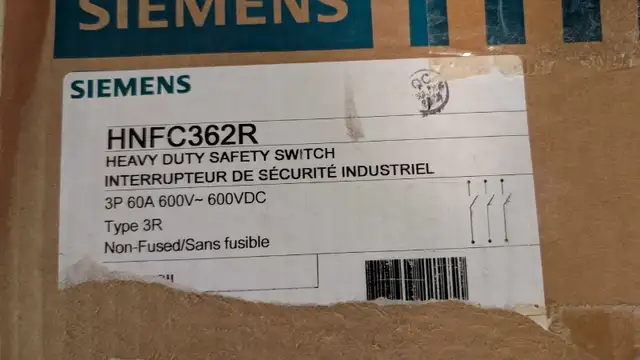 SIEMENS
SIEMENS
HNFC362R
HEAVY DUTY SAFETY SWITCH
INTERRUPTEUR DE SÉCURITÉ INDUSTRIEL
3P 60A 600V~ 600VDC
Type 3R
Non-Fused/Sans fusible
QC